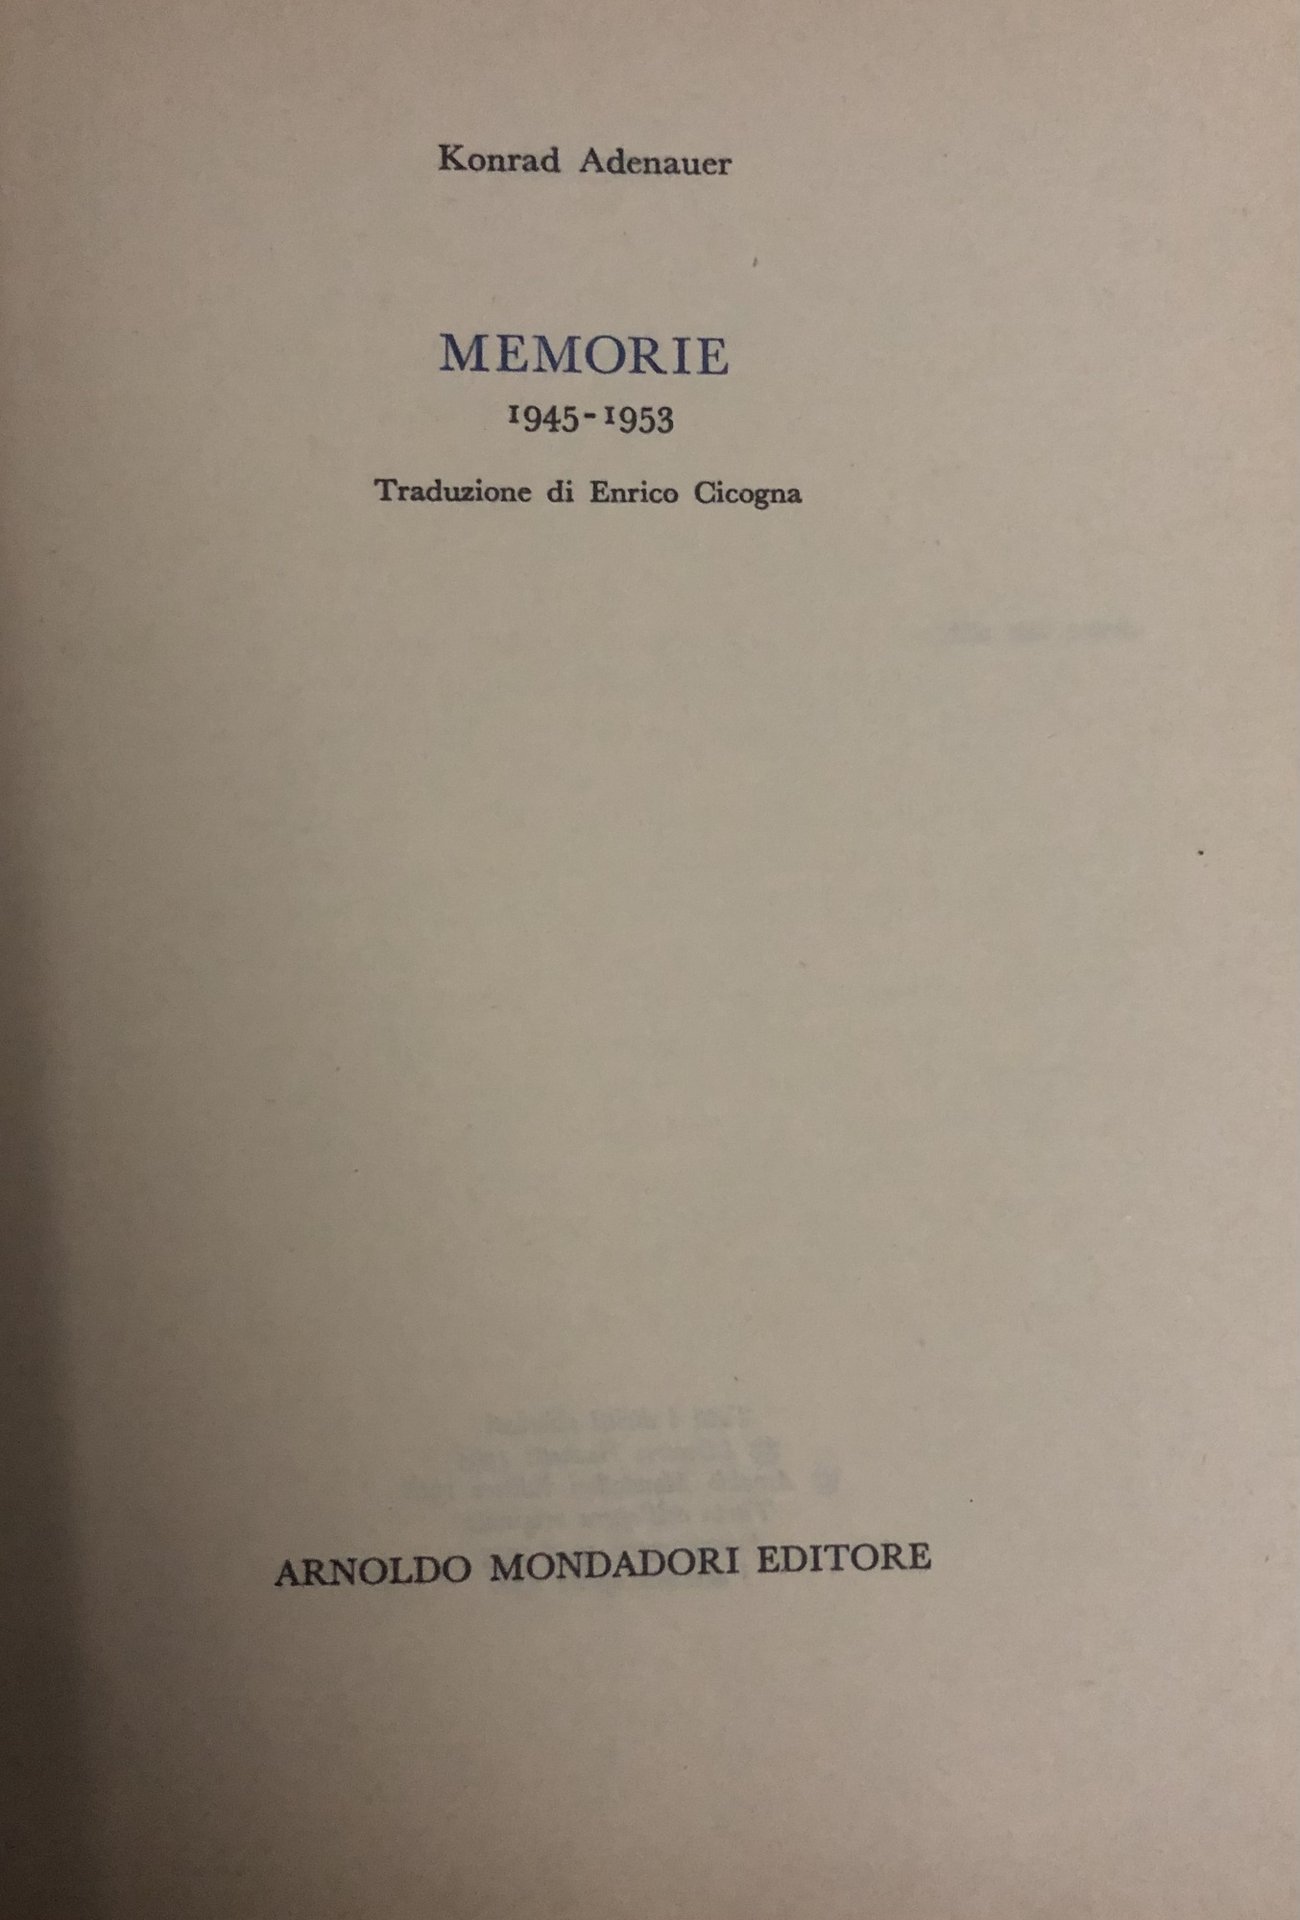 Konrad Adenauer
MEMORIE
1945-1953
Traduzione di Enrico Cicogna
ARNOLDO MONDADORI EDITORE